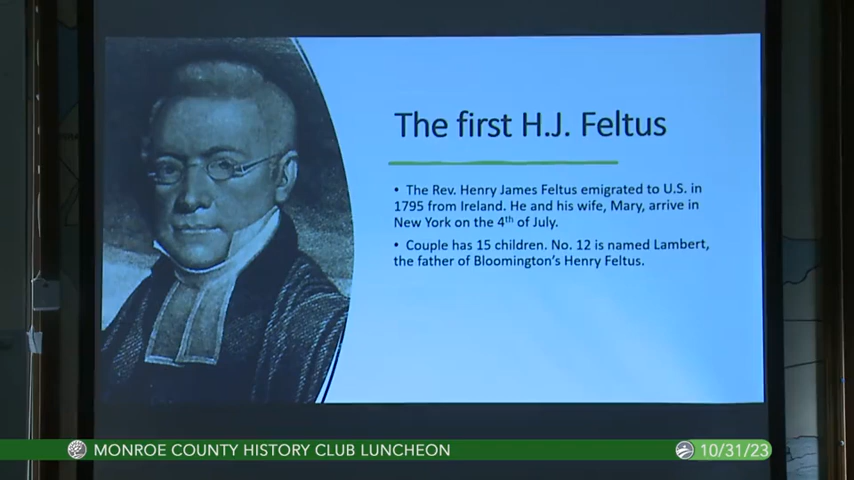 The first H.J. Feltus
• The Rev. Henry James Feltus emigrated to U.S. in
1795 from Ireland. He and his wife, Mary, arrive in
New York on the 4th of July.
• Couple has 15 children. No. 12 is named Lambert,
the father of Bloomington's Henry Feltus.
MONROE COUNTY HISTORY CLUB LUNCHEON
10/31/23